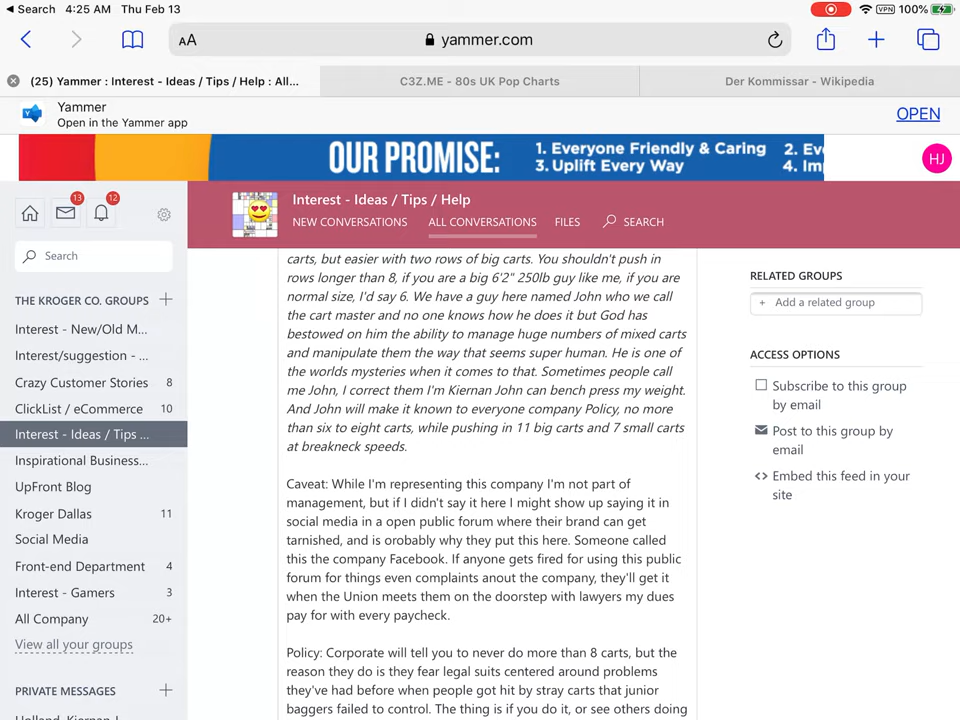 Search 4:25 AM Thu Feb 13 VPN 100%
AA yammer.com
(25) Yammer : Interest - Ideas / Tips / Help : All... C3Z.ME - 80s UK Pop Charts Der Kommissar - Wikipedia
Yammer
Open in the Yammer app
OPEN
OUR PROMISE: 1. Everyone Friendly & Caring 2.
3. Uplift Every Way 4.
HJ
13 12
Search
THE KROGER CO. GROUPS
Interest - New/Old M...
Interest/suggestion - ...
Crazy Customer Stories 8
ClickList / eCommerce 10
Interest - Ideas / Tips ...
Inspirational Business...
UpFront Blog
Kroger Dallas 11
Social Media
Front-end Department 4
Interest - Gamers 3
All Company 20+
View all your groups
PRIVATE MESSAGES
Interest - Ideas / Tips / Help
NEW CONVERSATIONS ALL CONVERSATIONS FILES SEARCH
carts, but easier with two rows of big carts. You shouldn't push in
rows longer than 8, if you are a big 6'2" 250lb guy like me, if you are
normal size, I'd say 6. We have a guy here named John who we call
the cart master and no one knows how he does it but God has
bestowed on him the ability to manage huge numbers of mixed carts
and manipulate them the way that seems super human. He is one of
the worlds mysteries when it comes to that. Sometimes people call
me John, I correct them I'm Kiernan John can bench press my weight.
And John will make it known to everyone company Policy, no more
than six to eight carts, while pushing in 11 big carts and 7 small carts
at breakneck speeds.
Caveat: While I'm representing this company I'm not part of
management, but if I didn't say it here I might show up saying it in
social media in a open public forum where their brand can get
tarnished, and is orobably why they put this here. Someone called
this the company Facebook. If anyone gets fired for using this public
forum for things even complaints anout the company, they'll get it
when the Union meets them on the doorstep with lawyers my dues
pay for with every paycheck.
Policy: Corporate will tell you to never do more than 8 carts, but the
reason they do is they fear legal suits centered around problems
they've had before when people got hit by stray carts that junior
baggers failed to control. The thing is if you do it, or see others doing
RELATED GROUPS
+ Add a related group
ACCESS OPTIONS
Subscribe to this group
by email
Post to this group by
email
<> Embed this feed in your
site